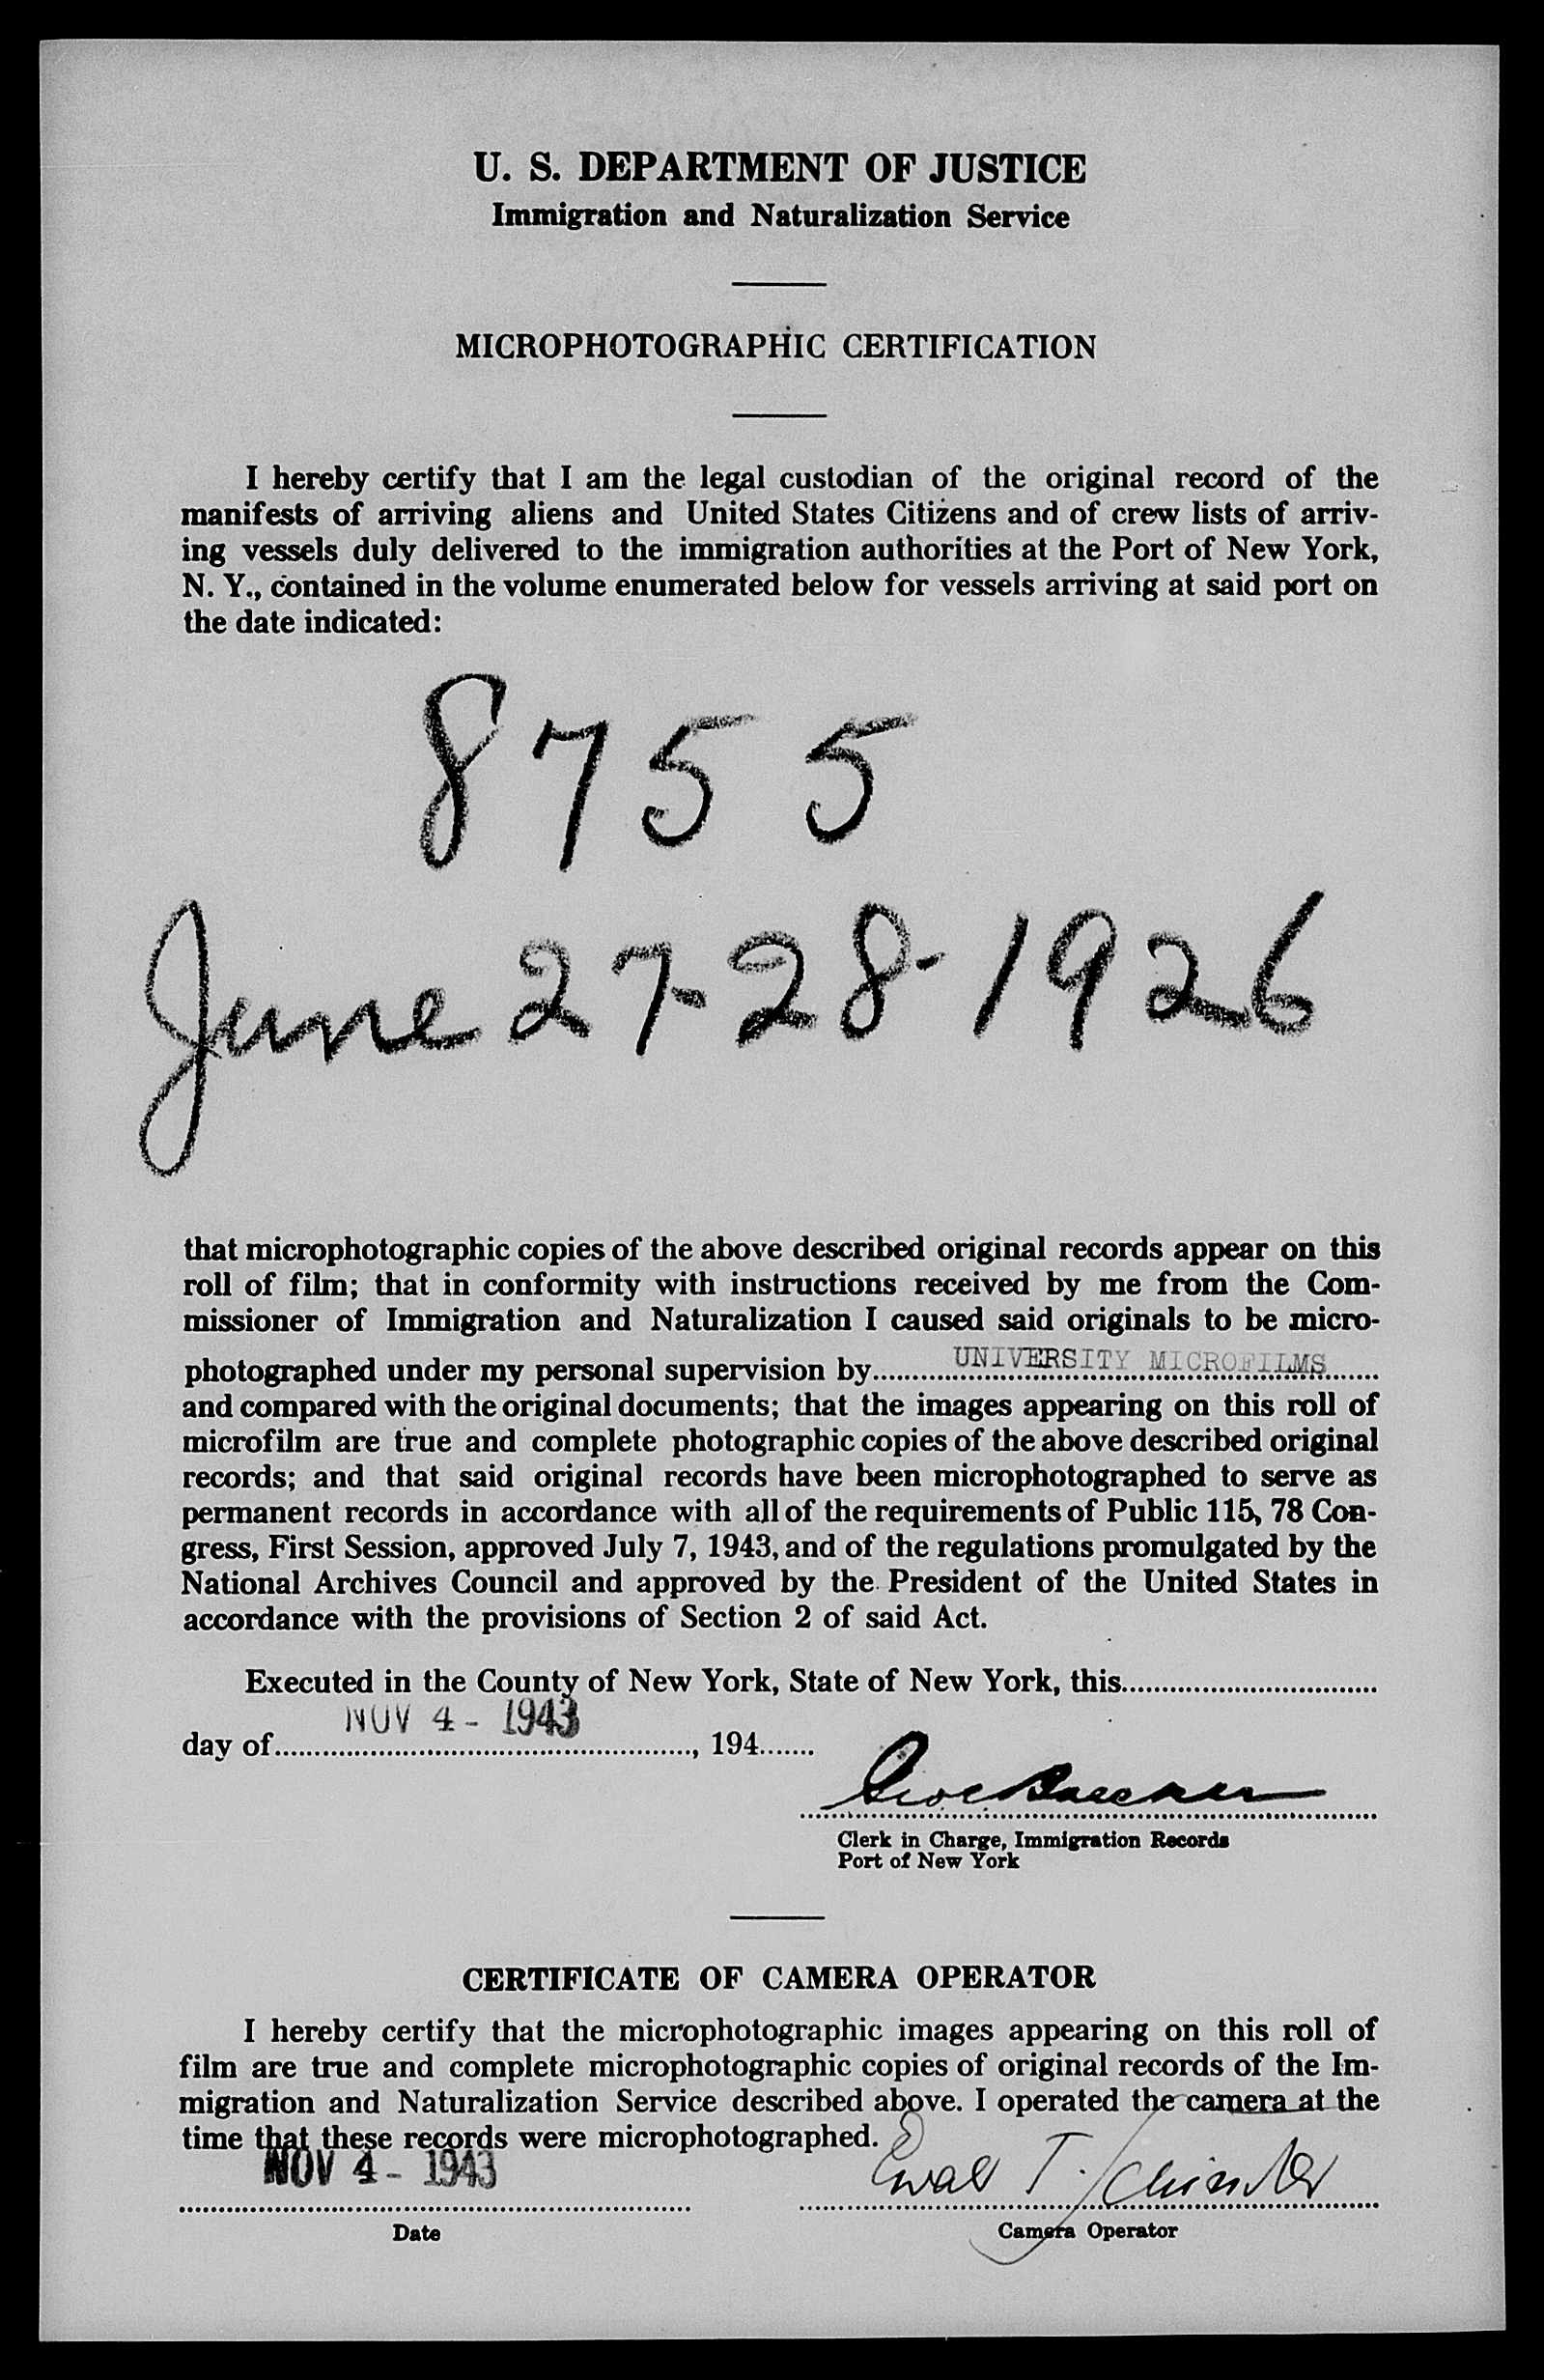 U. S. DEPARTMENT OF JUSTICE
Immigration and Naturalization Service
MICROPHOTOGRAPHIC CERTIFICATION
I hereby certify that I am the legal custodian of the original record of the
manifests of arriving aliens and United States Citizens and of crew lists of arriv-
ing vessels duly delivered to the immigration authorities at the Port of New York,
N. Y., contained in the volume enumerated below for vessels arriving at said port on
the date indicated:
8755
June 27-28-1926
that microphotographic copies of the above described original records appear on this
roll of film; that in conformity with instructions received by me from the Com-
missioner of Immigration and Naturalization I caused said originals to be micro-
photographed under my personal supervision by UNIVERSITY MICROFILMS
and compared with the original documents; that the images appearing on this roll of
microfilm are true and complete photographic copies of the above described original
records; and that said original records have been microphotographed to serve as
permanent records in accordance with all of the requirements of Public 115, 78 Con-
gress, First Session, approved July 7, 1943, and of the regulations promulgated by the
National Archives Council and approved by the President of the United States in
accordance with the provisions of Section 2 of said Act.
Executed in the County of New York, State of New York, this
NOV 4 - 1943
day of , 194
Clerk in Charge, Immigration Records
Port of New York
CERTIFICATE OF CAMERA OPERATOR
I hereby certify that the microphotographic images appearing on this roll of
film are true and complete microphotographic copies of original records of the Im-
migration and Naturalization Service described above. I operated the camera at the
time that these records were microphotographed.
NOV 4 - 1943
T.
Date
Camera Operator